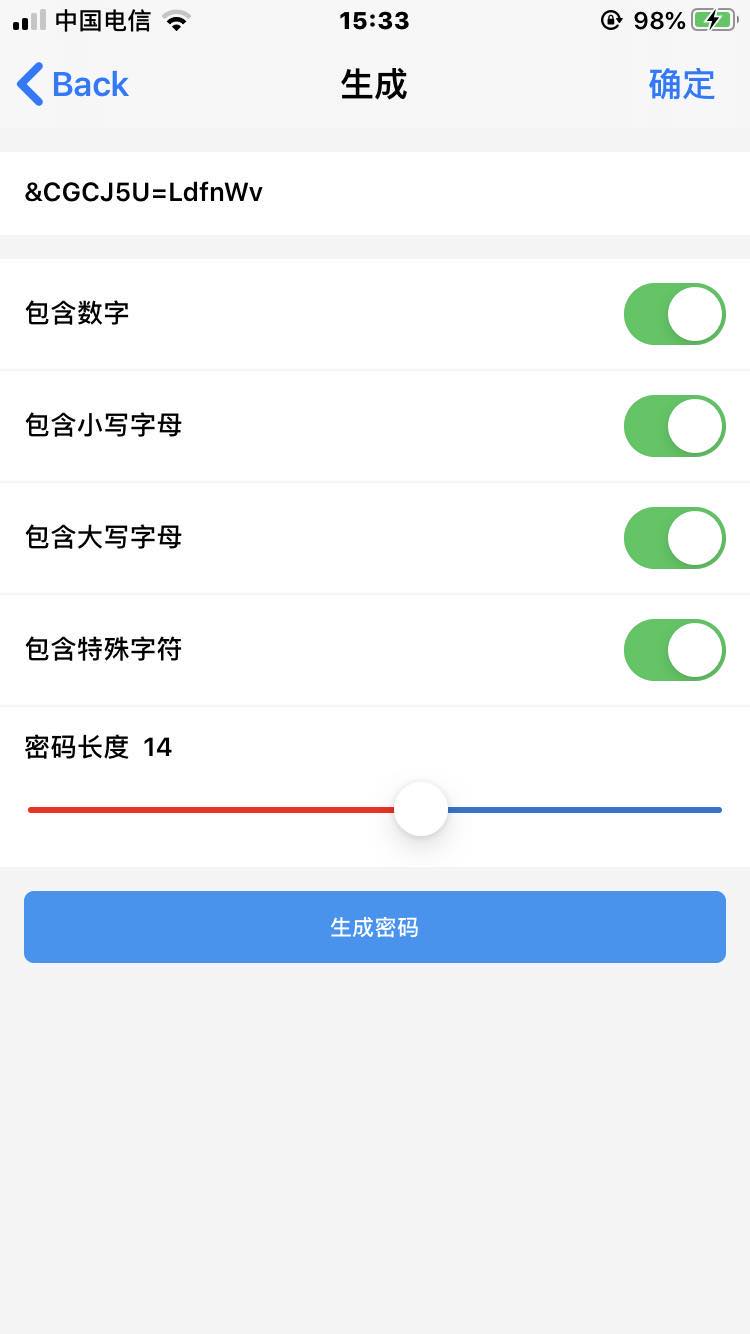 中国电信 15:33 98%
Back 生成 确定
&CGCJ5U=LdfnWv
包含数字
包含小写字母
包含大写字母
包含特殊字符
密码长度 14
生成密码